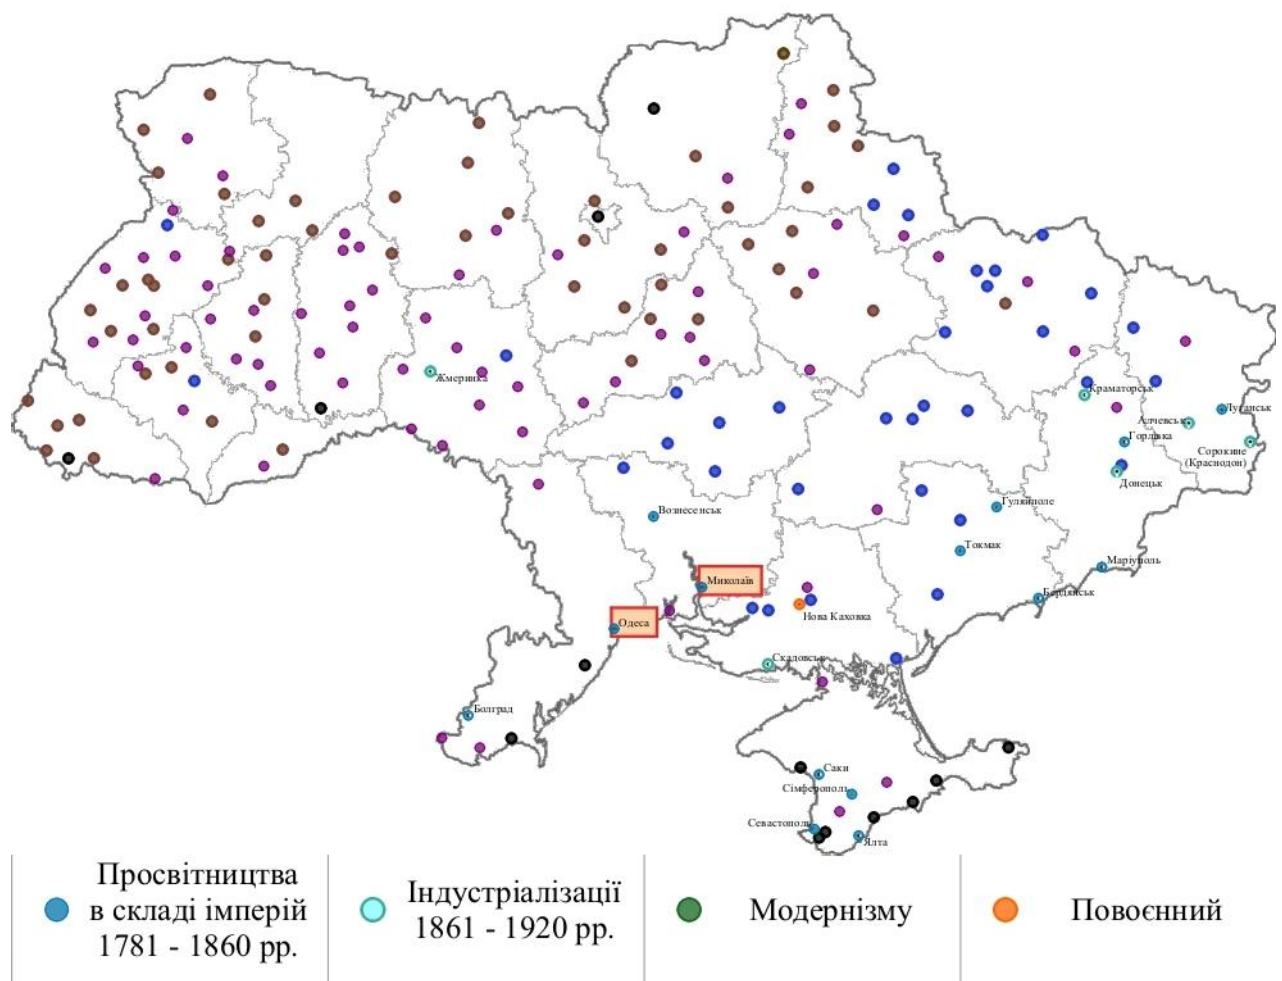 Жмеринка
Краматорськ
Луганськ
Алчевськ
Горлівка
Сорокине
(Краснодон)
Донецьк
Гуляйполе
Вознесенськ
Токмак
Маріуполь
Миколаїв
Бердянськ
Нова Каховка
Одеса
Скадовськ
Болград
Саки
Сімферополь
Севастополь
Ялта
Просвітництва
в складі імперій
1781 - 1860 рр.
Індустріалізації
1861 - 1920 рр.
Модернізму
Повоєнний